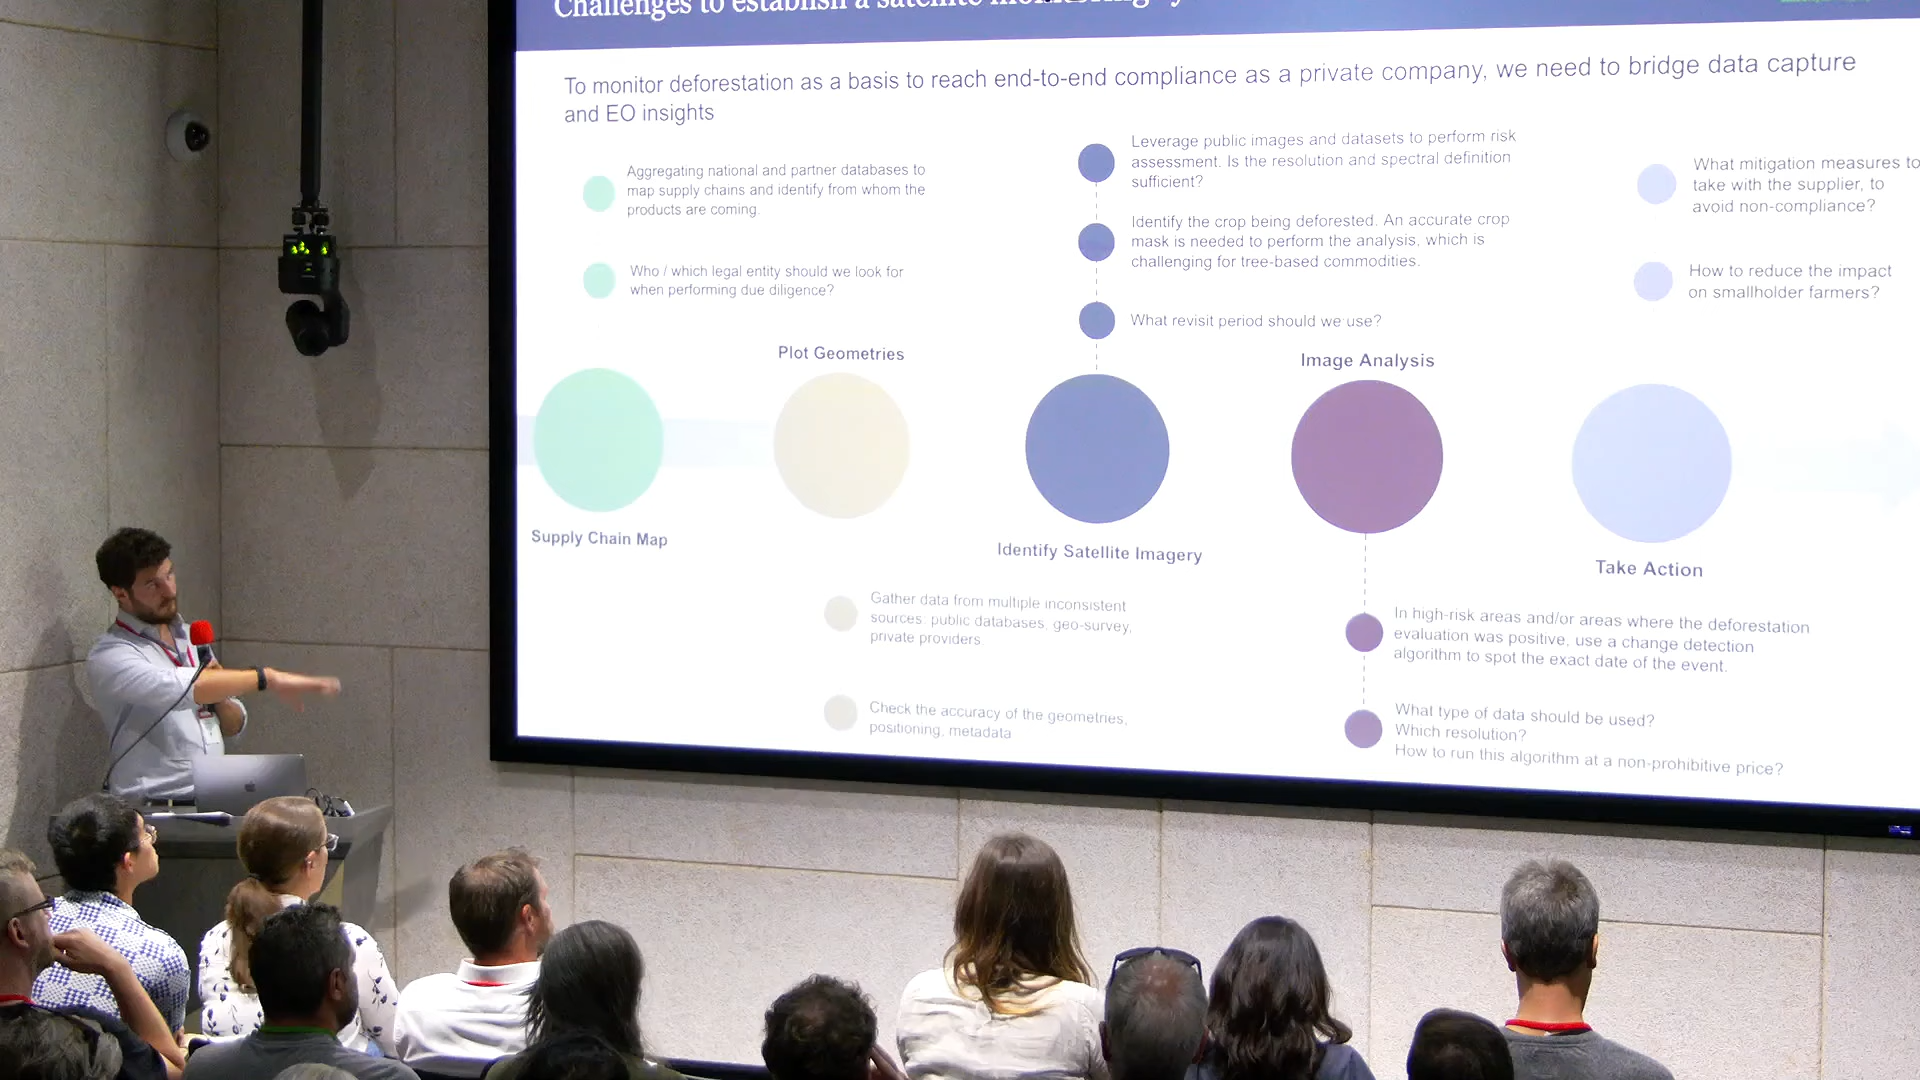 Challenges to establish a satellite monitoring
To monitor deforestation as a basis to reach end-to-end compliance as a private company, we need to bridge data capture
and EO insights
Aggregating national and partner databases to
map supply chains and identify from whom the
products are coming.
Who / which legal entity should we look for
when performing due diligence?
Leverage public images and datasets to perform risk
assessment. Is the resolution and spectral definition
sufficient?
Identify the crop being deforested. An accurate crop
mask is needed to perform the analysis, which is
challenging for tree-based commodities.
What revisit period should we use?
What mitigation measures to
take with the supplier, to
avoid non-compliance?
How to reduce the impact
on smallholder farmers?
Plot Geometries
Image Analysis
Supply Chain Map
Identify Satellite Imagery
Take Action
Gather data from multiple inconsistent
sources: public databases, geo-survey,
private providers.
Check the accuracy of the geometries,
positioning, metadata
In high-risk areas and/or areas where the deforestation
evaluation was positive, use a change detection
algorithm to spot the exact date of the event.
What type of data should be used?
Which resolution?
How to run this algorithm at a non-prohibitive price?